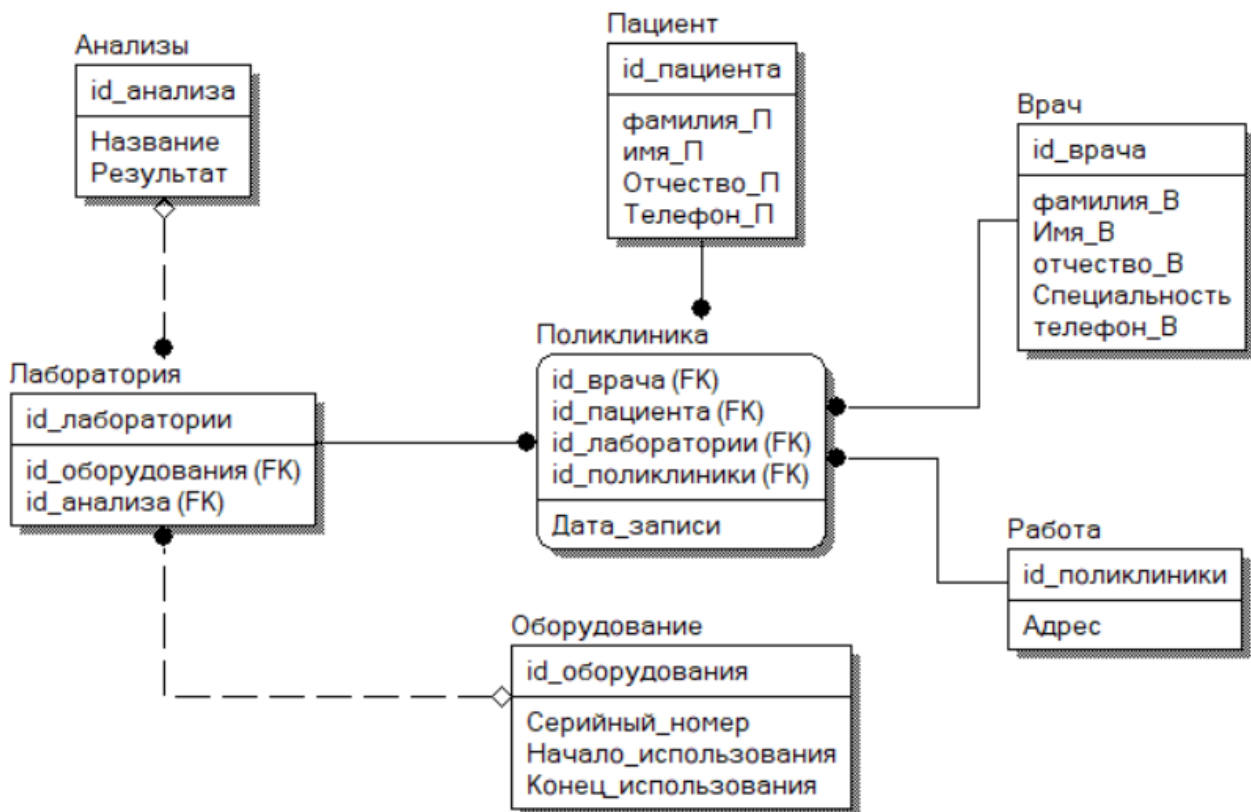 Анализы
id_анализа
Название
Результат
Пациент
id_пациента
фамилия_П
имя_П
Отчество_П
Телефон_П
Врач
id_врача
фамилия_В
Имя_В
отчество_В
Специальность
телефон_В
Лаборатория
id_лаборатории
id_оборудования (FK)
id_анализа (FK)
Поликлиника
id_врача (FK)
id_пациента (FK)
id_лаборатории (FK)
id_поликлиники (FK)
Дата_записи
Работа
id_поликлиники
Адрес
Оборудование
id_оборудования
Серийный_номер
Начало_использования
Конец_использования